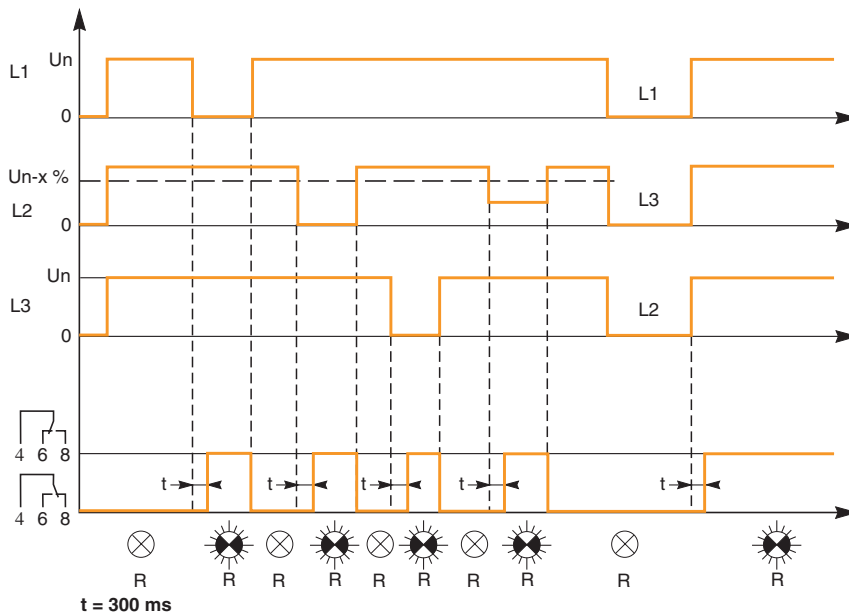 Un
L1
L1
0
Un-x %
L2
L3
0
Un
L3
L2
0
4 6 8
t t t t t
4 6 8
R R R R R R R R R R
t = 300 ms